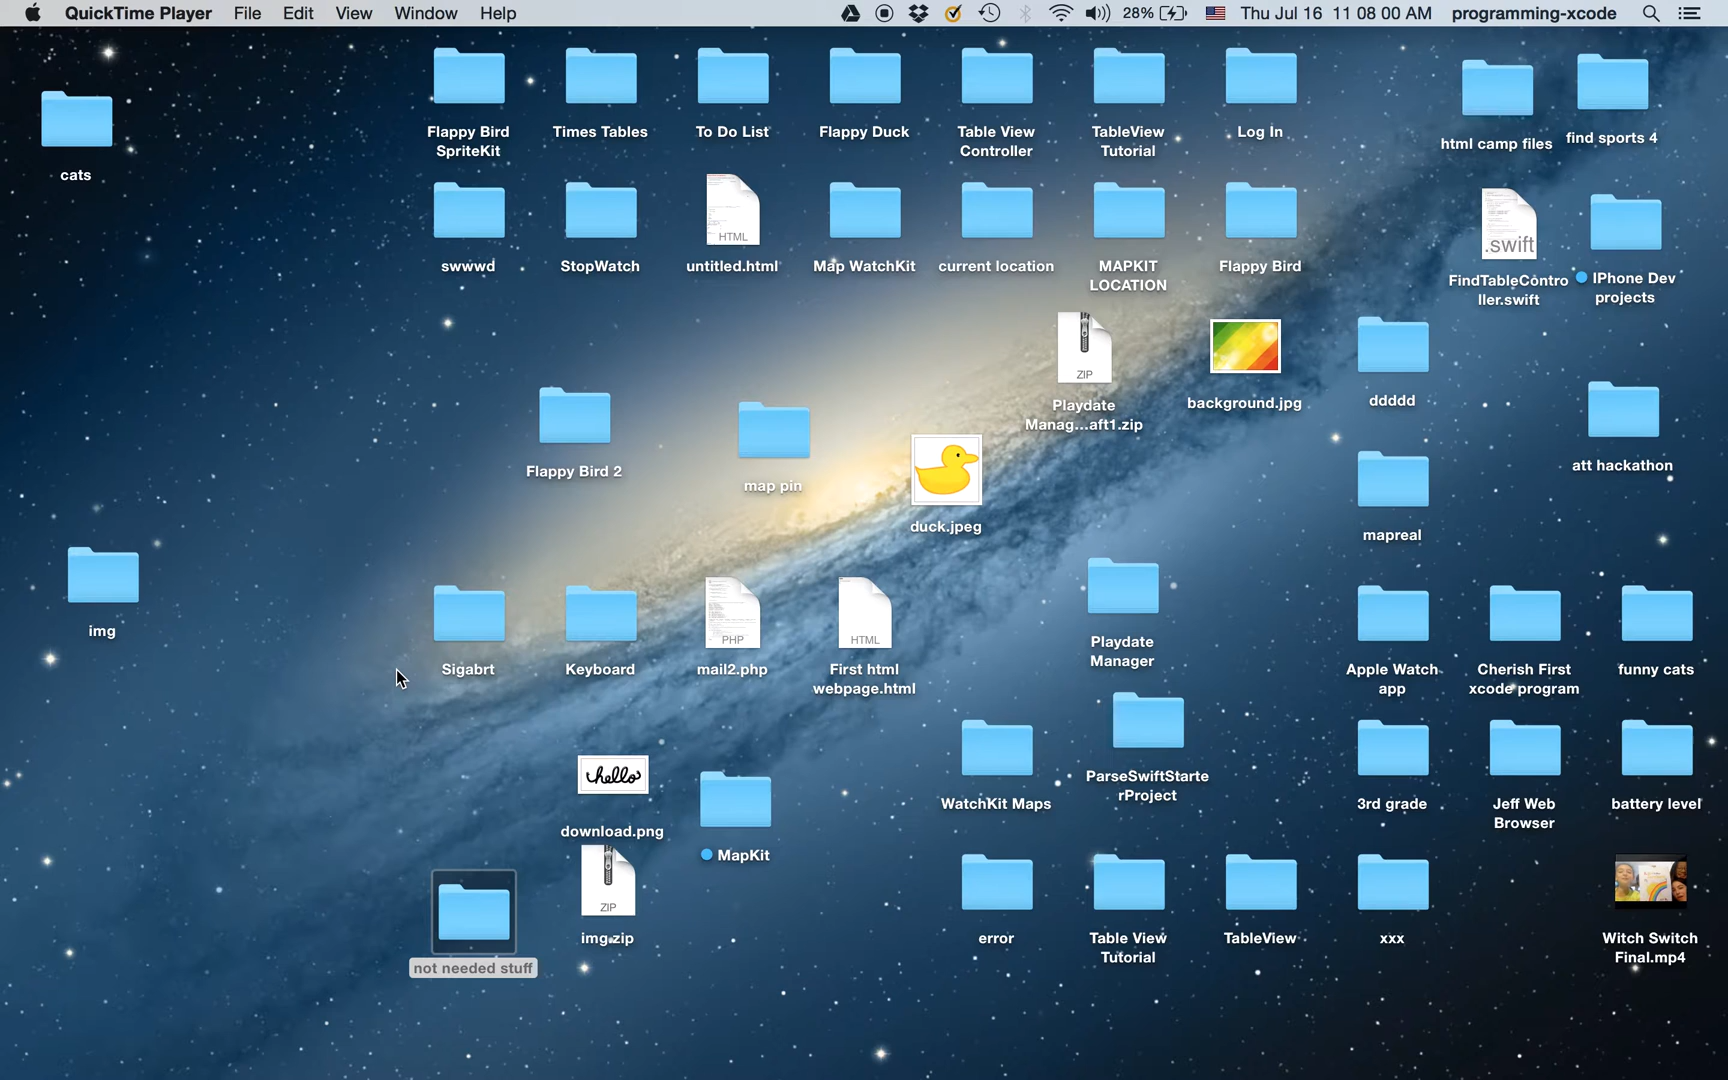 QuickTime Player File Edit View Window Help 28% Thu Jul 16 11 08 00 AM programming-xcode
cats
Flappy Bird
SpriteKit
Times Tables
To Do List
Flappy Duck
Table View
Controller
TableView
Tutorial
Log In
html camp files
find sports 4
swwwd
StopWatch
HTML
untitled.html
Map WatchKit
current location
MAPKIT
LOCATION
Flappy Bird
.swift
FindTableContro
ller.swift
IPhone Dev
projects
Flappy Bird 2
map pin
duck.jpeg
ZIP
Playdate
Manag...aft1.zip
background.jpg
ddddd
att hackathon
mapreal
img
Sigabrt
Keyboard
PHP
mail2.php
HTML
First html
webpage.html
Playdate
Manager
Apple Watch
app
Cherish First
xcode program
funny cats
hello
download.png
MapKit
WatchKit Maps
ParseSwiftStarte
rProject
3rd grade
Jeff Web
Browser
battery level
not needed stuff
ZIP
img.zip
error
Table View
Tutorial
TableView
xxx
Witch Switch
Final.mp4